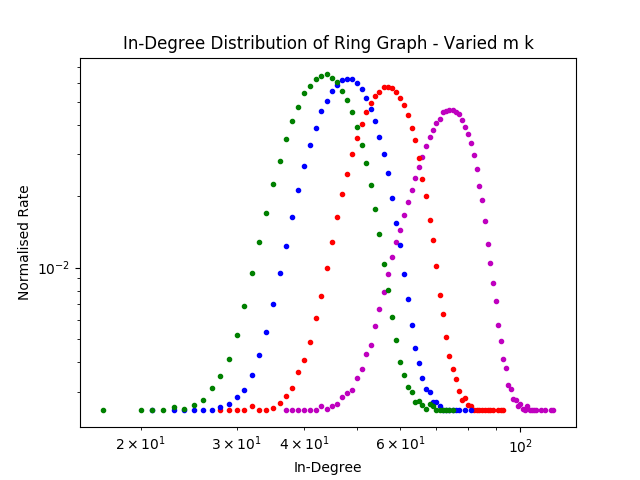 In-Degree Distribution of Ring Graph - Varied m k
Normalised Rate
10⁻²
2 × 10¹ 3 × 10¹ 4 × 10¹ 6 × 10¹ 10²
In-Degree